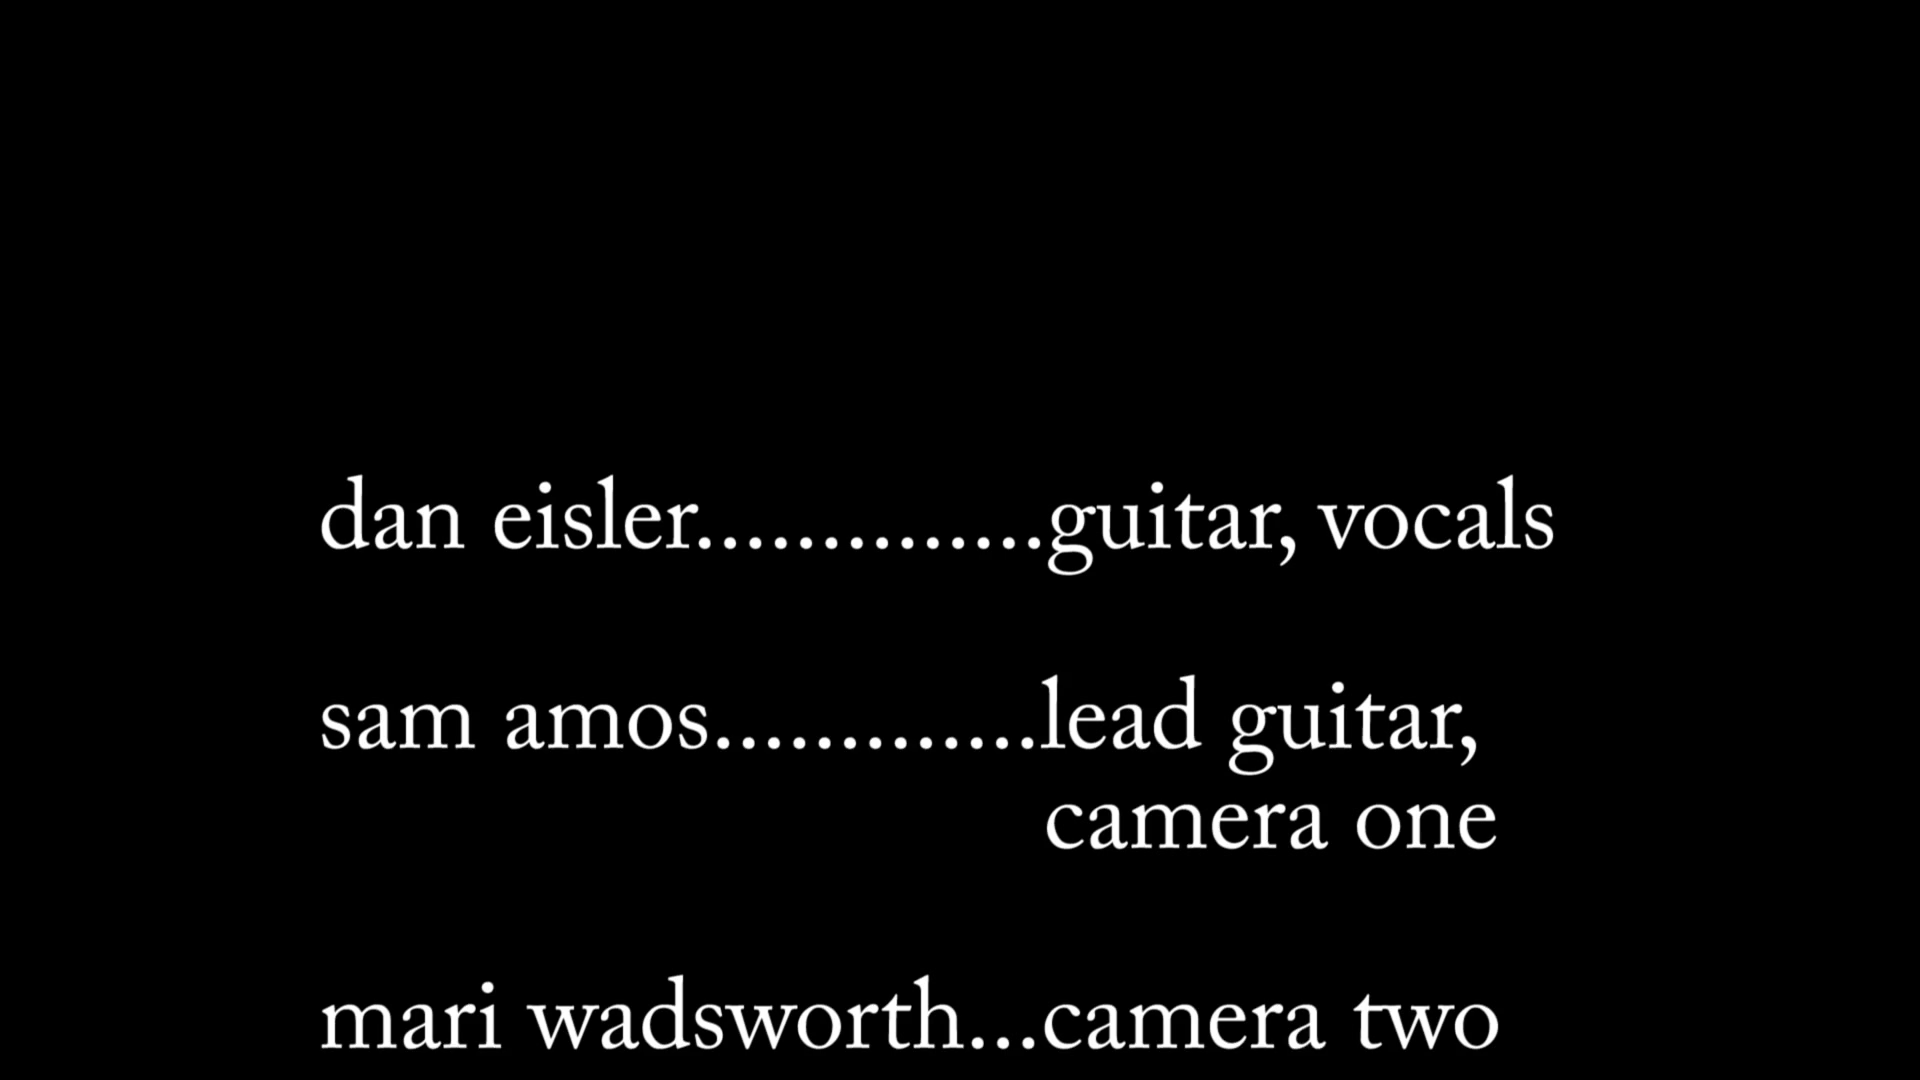 dan eisler..............guitar, vocals
sam amos.............lead guitar,
camera one
mari wadsworth...camera two